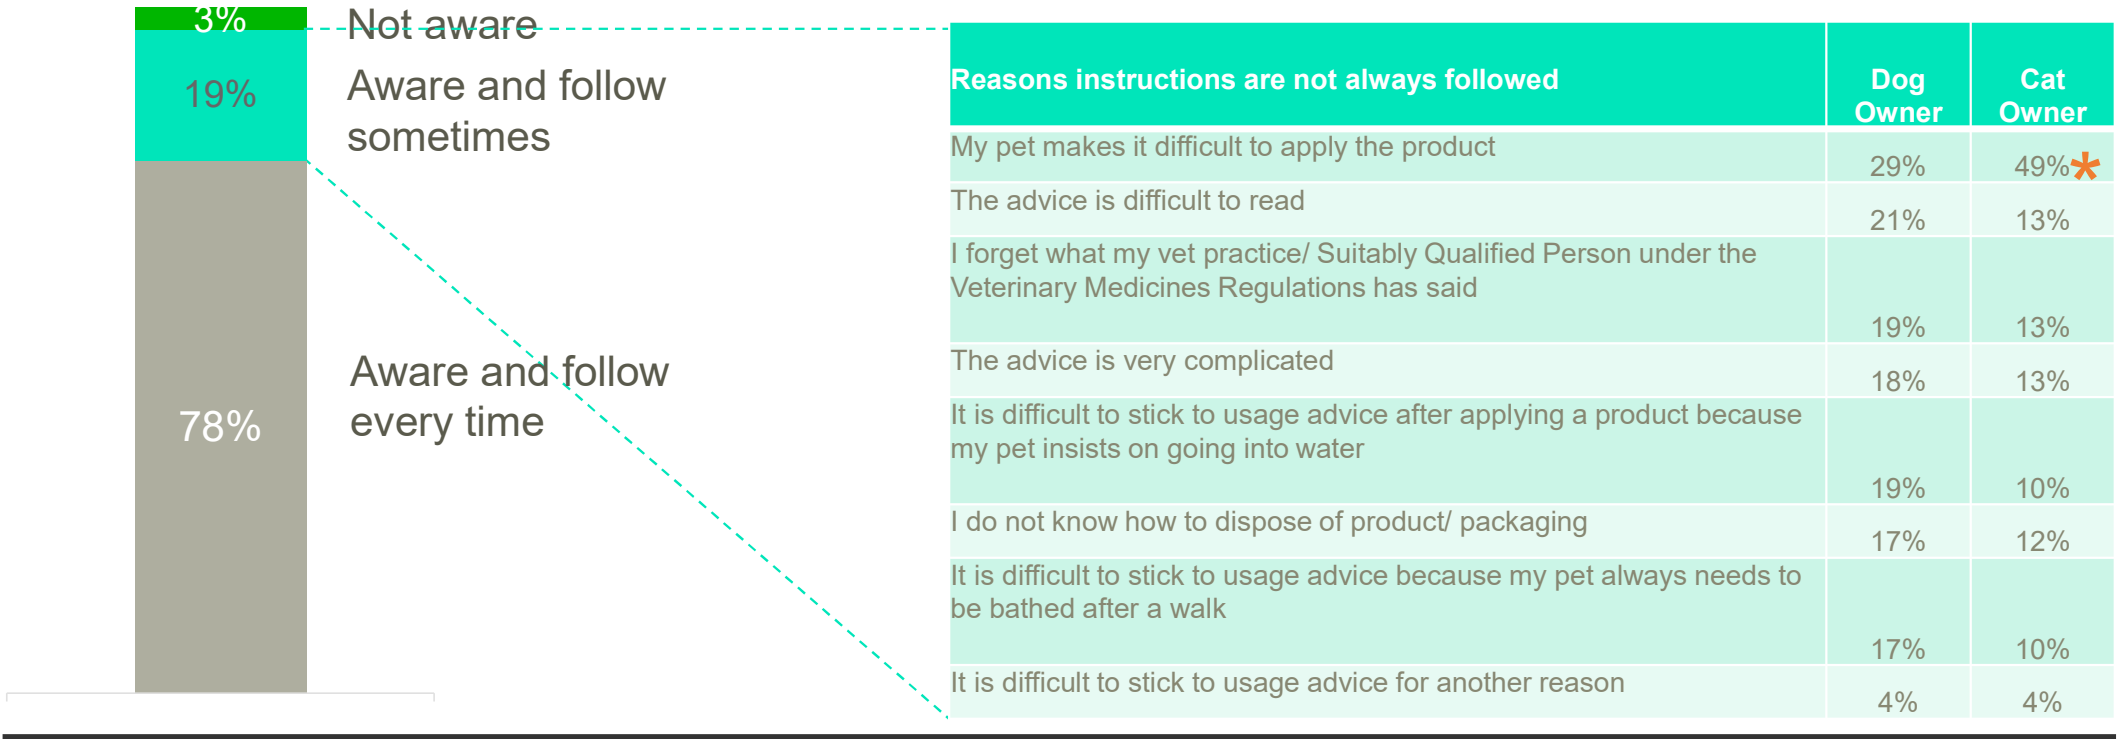 3%
Not aware
19%
Aware and follow
sometimes
78%
Aware and follow
every time
Reasons instructions are not always followed
Dog
Owner
Cat
Owner
My pet makes it difficult to apply the product
29%
49%*
The advice is difficult to read
21%
13%
I forget what my vet practice/ Suitably Qualified Person under the
Veterinary Medicines Regulations has said
19%
13%
The advice is very complicated
18%
13%
It is difficult to stick to usage advice after applying a product because
my pet insists on going into water
19%
10%
I do not know how to dispose of product/ packaging
17%
12%
It is difficult to stick to usage advice because my pet always needs to
be bathed after a walk
17%
10%
It is difficult to stick to usage advice for another reason
4%
4%